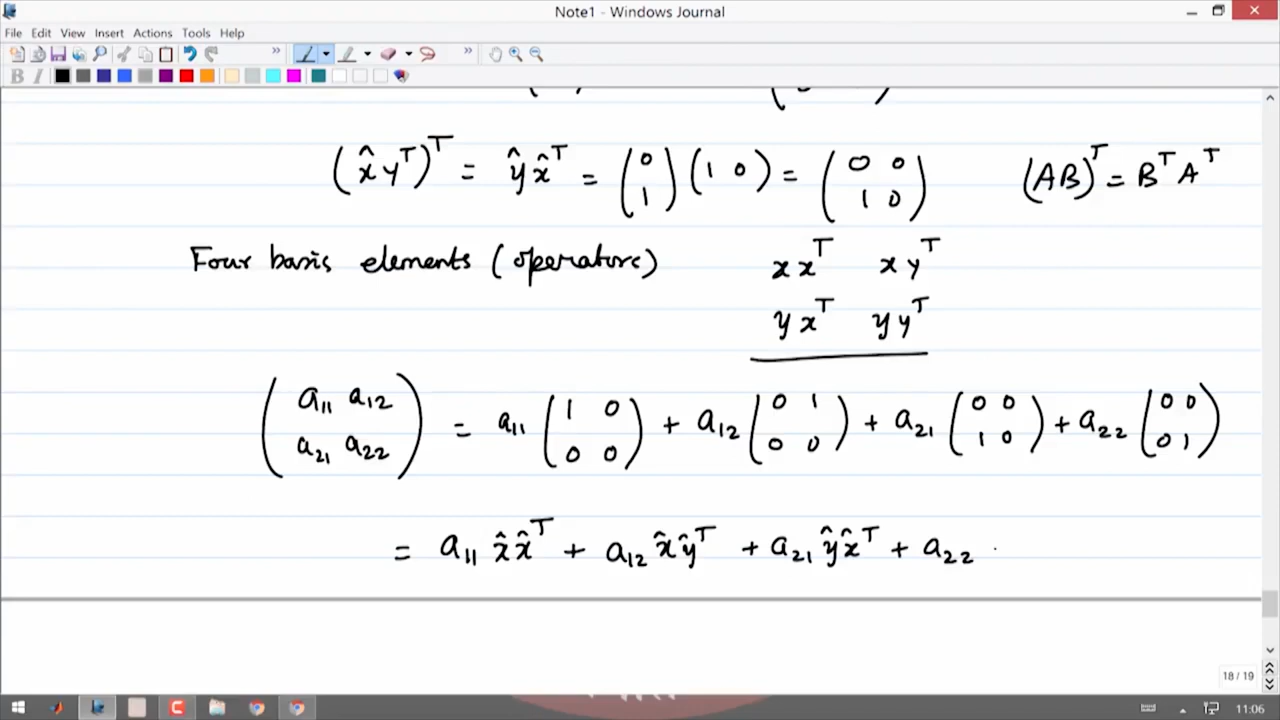 Note1 - Windows Journal
File Edit View Insert Actions Tools Help
(x̂ yᵀ)ᵀ = ŷ x̂ᵀ = (0 1) (1 0) = (0 0 1 0) (AB)ᵀ = Bᵀ Aᵀ
Four basis elements (operators) x xᵀ x yᵀ
y xᵀ y yᵀ
(a₁₁ a₁₂ a₂₁ a₂₂) = a₁₁ (1 0 0 0) + a₁₂ (0 1 0 0) + a₂₁ (0 0 1 0) + a₂₂ (0 0 0 1)
= a₁₁ x̂ x̂ᵀ + a₁₂ x̂ ŷᵀ + a₂₁ ŷ x̂ᵀ + a₂₂
18 / 19
11:06